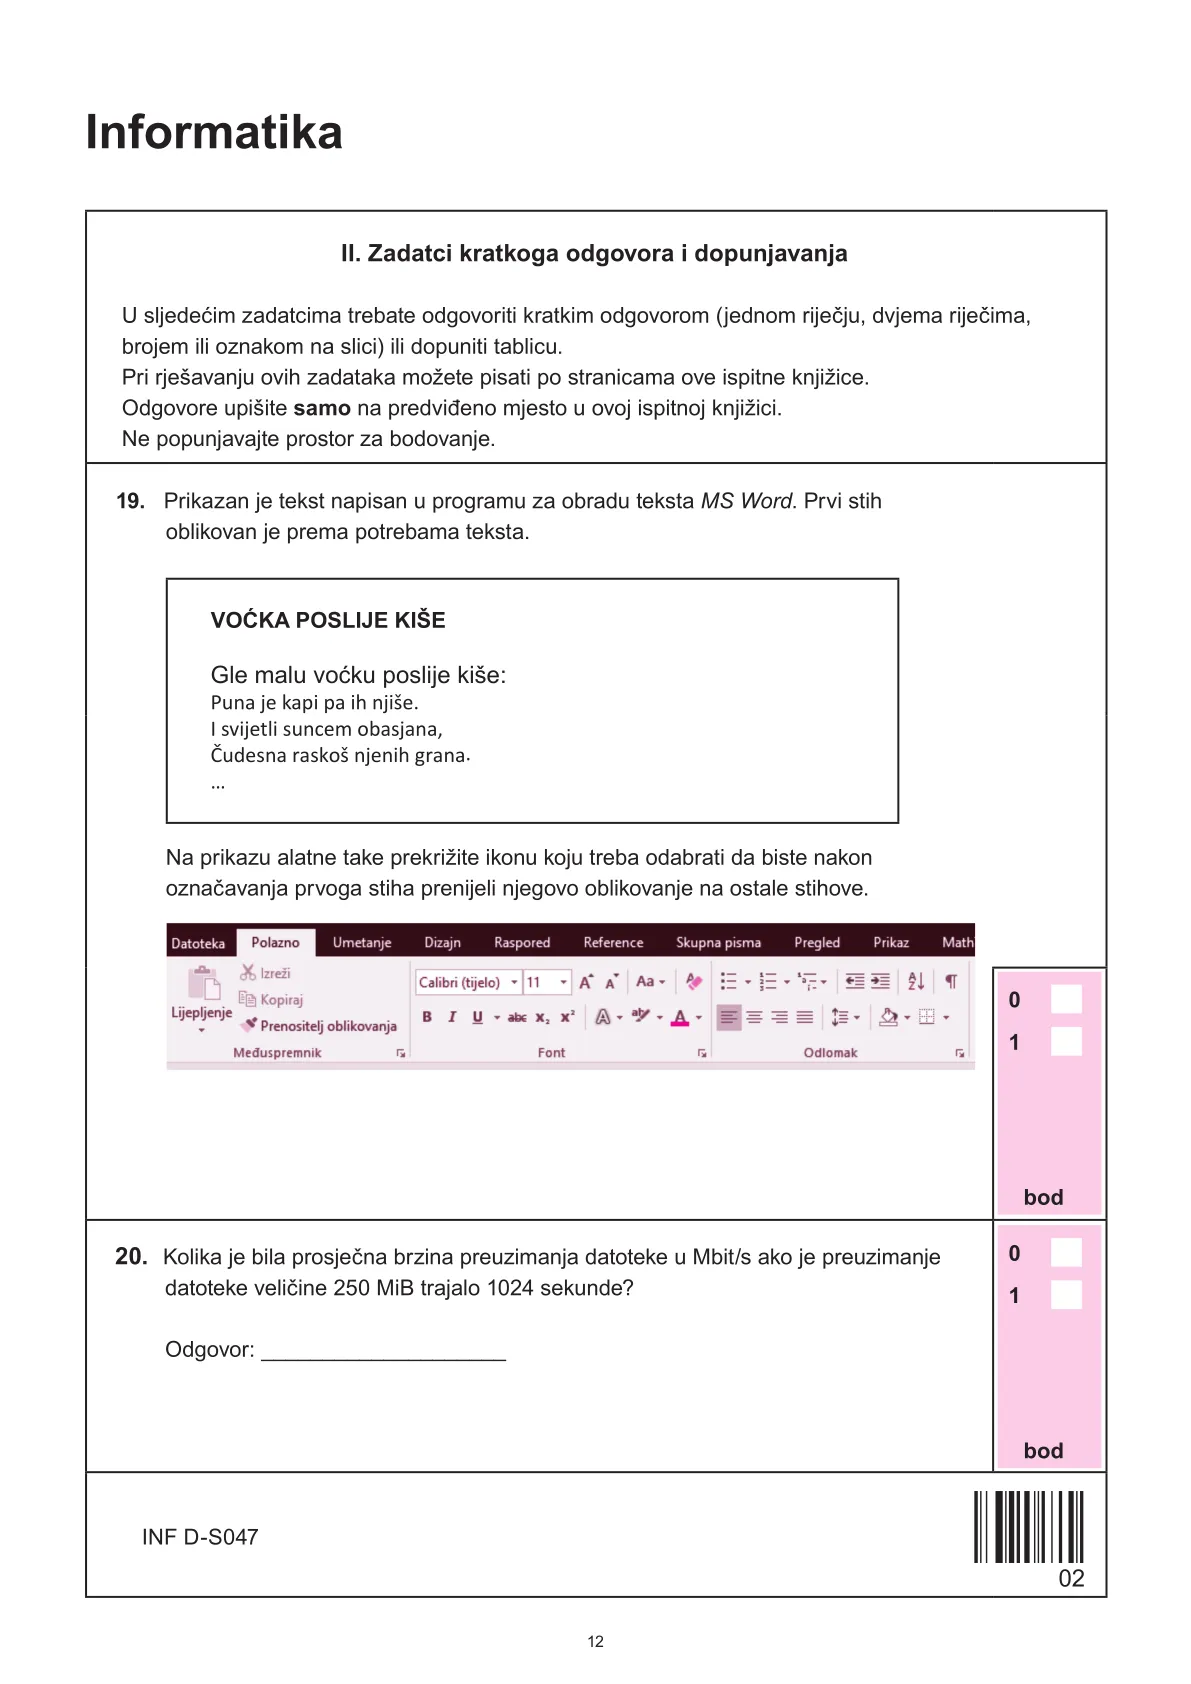 Informatika
II. Zadatci kratkoga odgovora i dopunjavanja
U sljedećim zadatcima trebate odgovoriti kratkim odgovorom (jednom riječju, dvjema riječima,
brojem ili oznakom na slici) ili dopuniti tablicu.
Pri rješavanju ovih zadataka možete pisati po stranicama ove ispitne knjižice.
Odgovore upišite samo na predviđeno mjesto u ovoj ispitnoj knjižici.
Ne popunjavajte prostor za bodovanje.
19. Prikazan je tekst napisan u programu za obradu teksta MS Word. Prvi stih
oblikovan je prema potrebama teksta.
VOĆKA POSLIJE KIŠE
Gle malu voćku poslije kiše:
Puna je kapi pa ih njiše.
I svijetli suncem obasjana,
Čudesna raskoš njenih grana.
...
Na prikazu alatne take prekrižite ikonu koju treba odabrati da biste nakon
označavanja prvoga stiha prenijeli njegovo oblikovanje na ostale stihove.
Datoteka Polazno Umetanje Dizajn Raspored Reference Skupna pisma Pregled Prikaz Math
Izreži
Kopiraj
Lijepljenje
Prenositelj oblikovanja
Međuspremnik
Calibri (tijelo) 11 A A Aa A
B I U abc x2 x2 A ab A
Font
A Z ¶
Odlomak
0
1
bod
20. Kolika je bila prosječna brzina preuzimanja datoteke u Mbit/s ako je preuzimanje
datoteke veličine 250 MiB trajalo 1024 sekunde?
Odgovor: ____________________
0
1
bod
INF D-S047
02
12